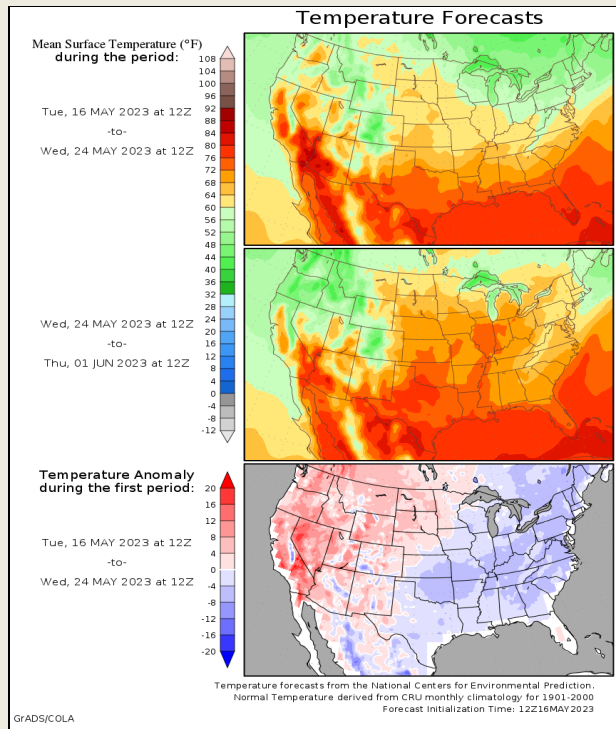 Temperature Forecasts
Mean Surface Temperature (°F)
during the period:
Tue, 16 MAY 2023 at 12Z
-to-
Wed, 24 MAY 2023 at 12Z
108
104
100
96
92
88
84
80
76
72
68
64
60
56
52
48
44
40
36
32
28
24
20
16
12
8
4
0
-4
-8
-12
Wed, 24 MAY 2023 at 12Z
-to-
Thu, 01 JUN 2023 at 12Z
Temperature Anomaly
during the first period:
Tue, 16 MAY 2023 at 12Z
-to-
Wed, 24 MAY 2023 at 12Z
20
16
12
8
4
0
-4
-8
-12
-16
-20
Temperature forecasts from the National Centers for Environmental Prediction.
Normal Temperature derived from CRU monthly climatology for 1901-2000
Forecast Initialization Time: 12Z16MAY2023
GrADS/COLA